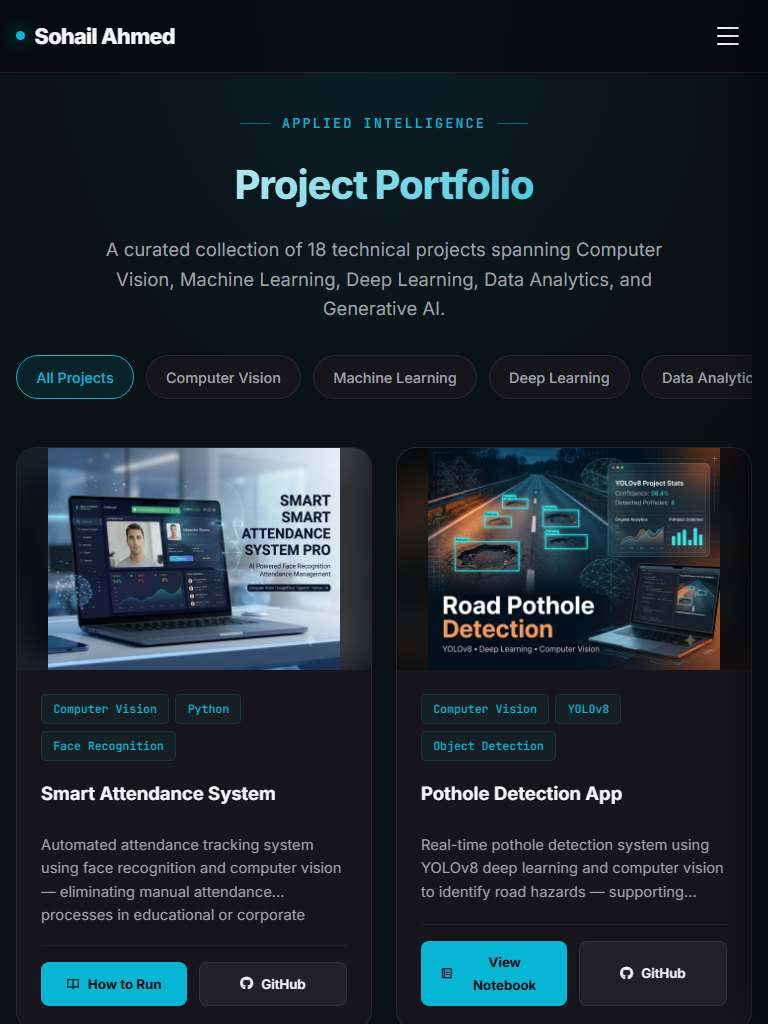 Sohail Ahmed
APPLIED INTELLIGENCE
Project Portfolio
A curated collection of 18 technical projects spanning Computer
Vision, Machine Learning, Deep Learning, Data Analytics, and
Generative AI.
All Projects
Computer Vision
Machine Learning
Deep Learning
Data Analytic
SMART
SMART
ATTENDANCE
SYSTEM PRO
AI Powered Face Recognition
Attendance Management
Computer Vision
Python
Face Recognition
Smart Attendance System
Automated attendance tracking system
using face recognition and computer vision
— eliminating manual attendance...
processes in educational or corporate
How to Run
GitHub
YOLOv8 Project Stats
Confidence: 98.4%
Detected Potholes: 4
Original Analytics
Potholes Detected
Road Pothole
Detection
YOLOv8 • Deep Learning • Computer Vision
Computer Vision
YOLOv8
Object Detection
Pothole Detection App
Real-time pothole detection system using
YOLOv8 deep learning and computer vision
to identify road hazards — supporting...
View
Notebook
GitHub